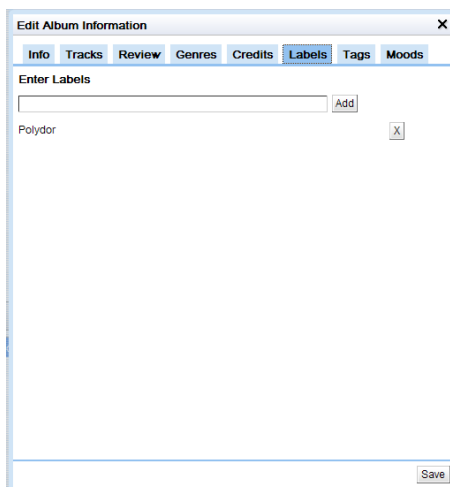 Edit Album Information X
Info Tracks Review Genres Credits Labels Tags Moods
Enter Labels
Add
Polydor X
Save